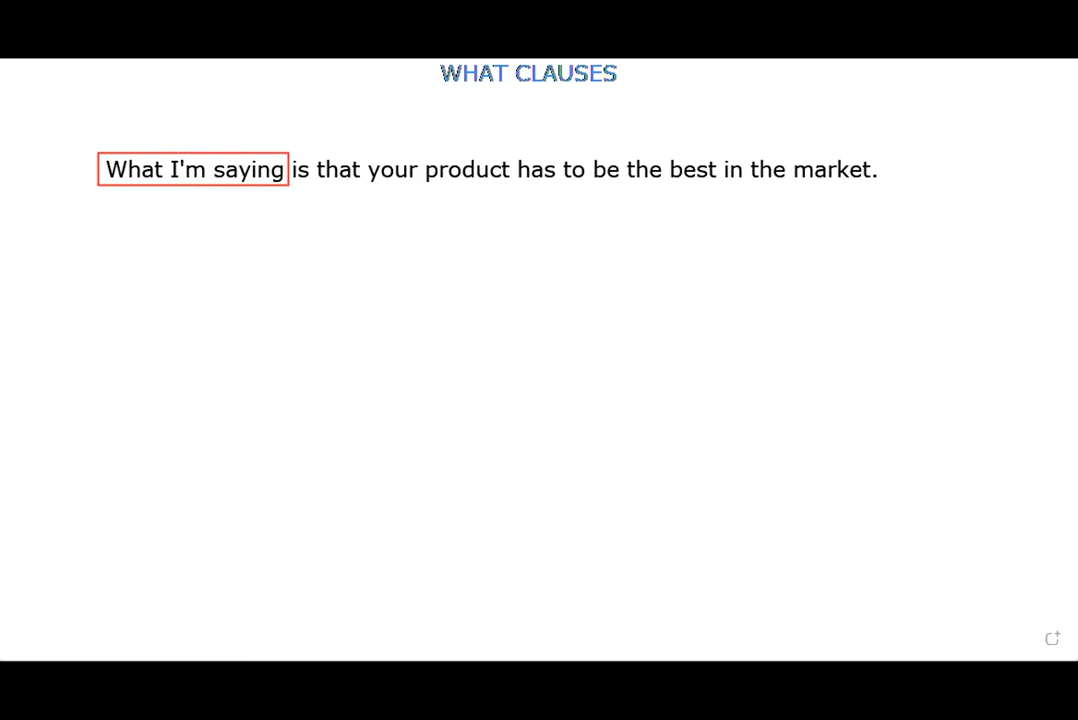 WHAT CLAUSES
What I'm saying is that your product has to be the best in the market.